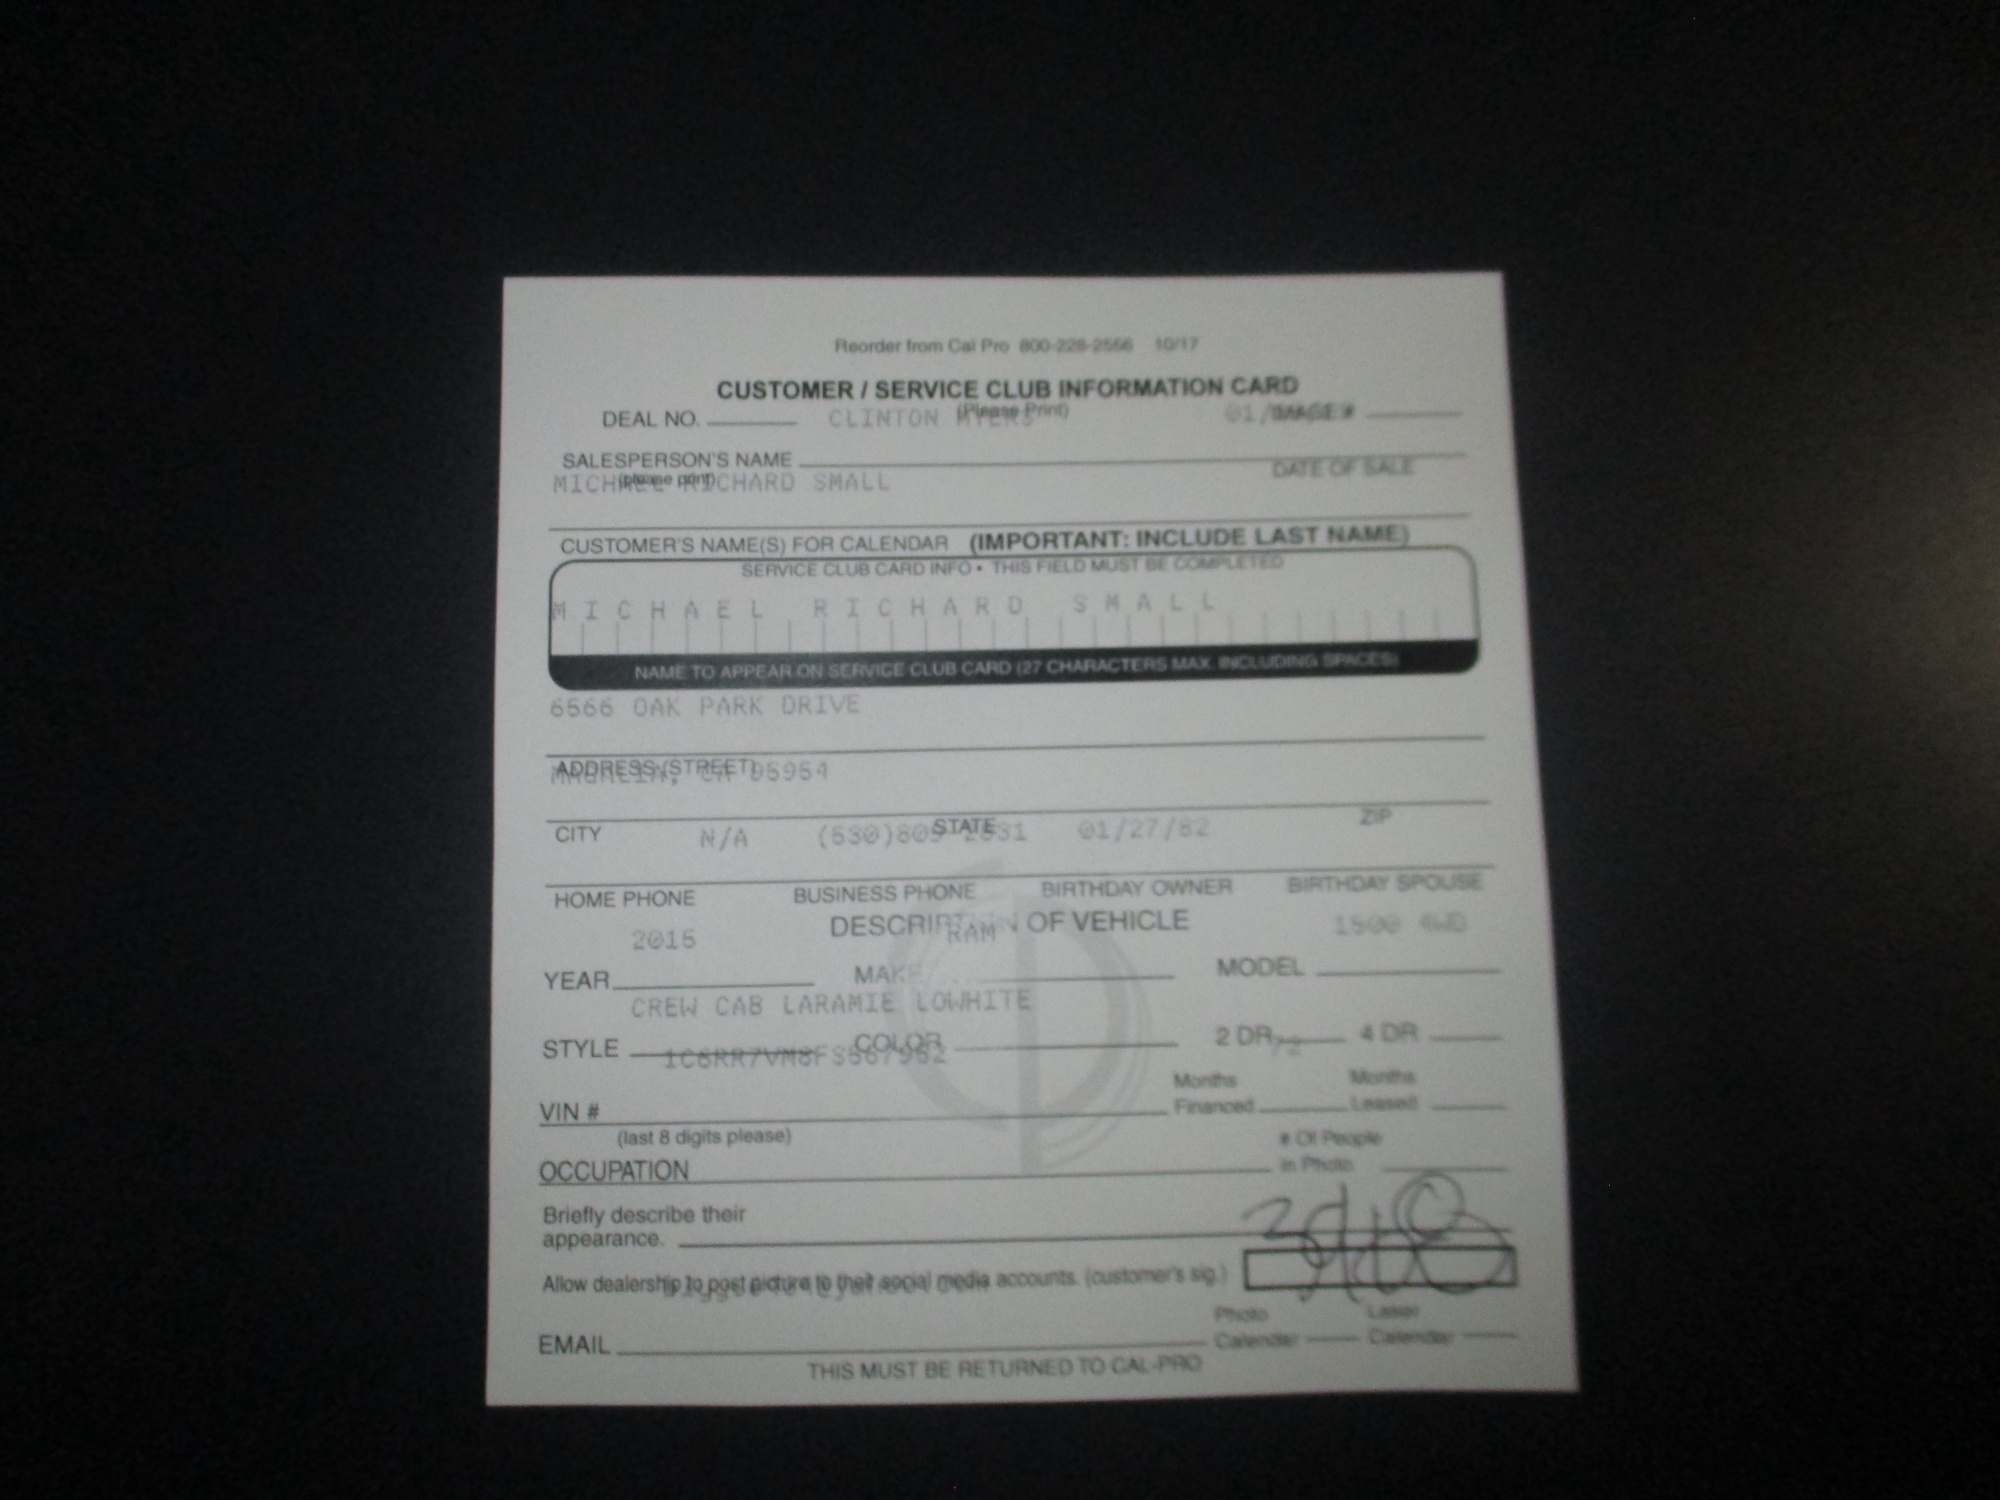 Reorder from Cal Pro 800-228-2556 10/17
CUSTOMER / SERVICE CLUB INFORMATION CARD
(Please Print)
DEAL NO. CLINTON MYERS
SALESPERSON'S NAME DATE OF SALE
(please print)
MICHAEL RICHARD SMALL
CUSTOMER'S NAME(S) FOR CALENDAR (IMPORTANT: INCLUDE LAST NAME)
SERVICE CLUB CARD INFO • THIS FIELD MUST BE COMPLETED
MICHAEL RICHARD SMALL
NAME TO APPEAR ON SERVICE CLUB CARD (27 CHARACTERS MAX. INCLUDING SPACES)
6566 OAK PARK DRIVE
ADDRESS (STREET)
CA 95954
CITY STATE ZIP
N/A 01/27/82
HOME PHONE BUSINESS PHONE BIRTHDAY OWNER BIRTHDAY SPOUSE
DESCRIPTION OF VEHICLE
2015 RAM 1500 4WD
YEAR MAKE MODEL
CREW CAB LARAMIE LOWHITE
STYLE COLOR 2 DR. 4 DR
VIN # Months Financed Months Leased
(last 8 digits please)
OCCUPATION # Of People in Photo
Briefly describe their
appearance.
Allow dealership to post picture to their social media accounts. (customer's sig.)
EMAIL Photo Calendar Laser Calendar
THIS MUST BE RETURNED TO CAL-PRO